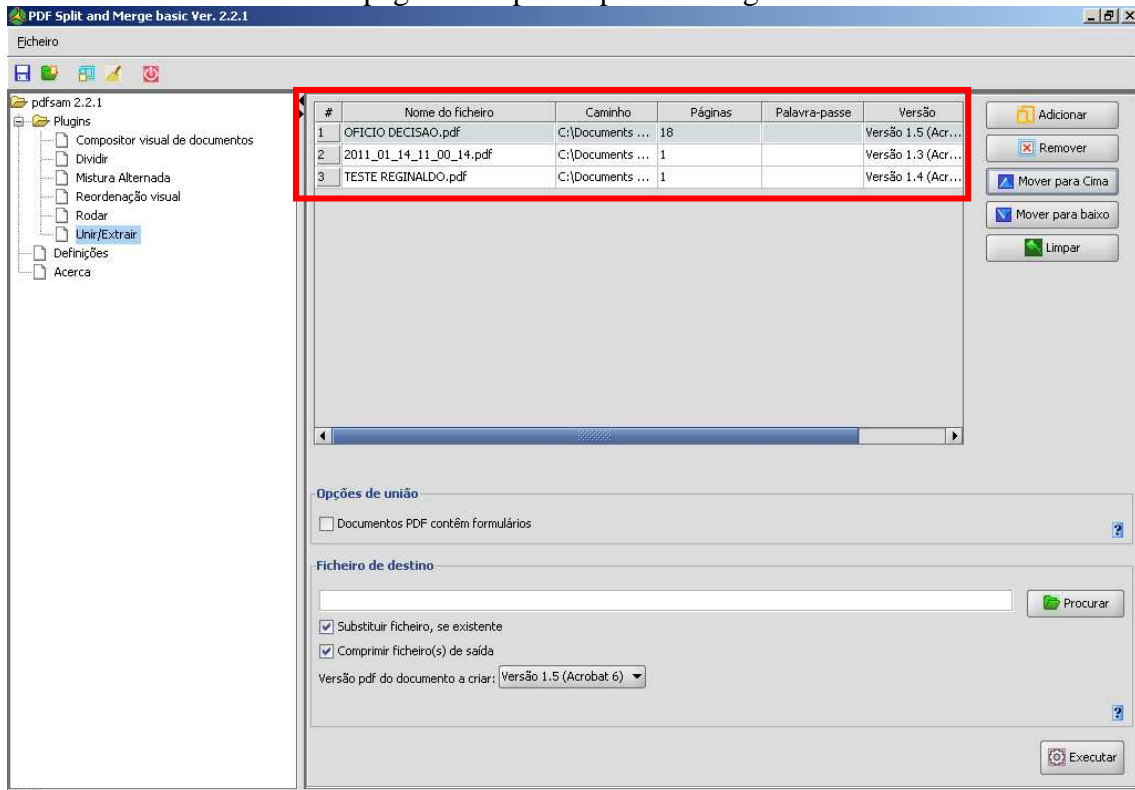 PDF Split and Merge basic Ver. 2.2.1
Ficheiro
pdfsam 2.2.1
Plugins
Compositor visual de documentos
Dividir
Mistura Alternada
Reordenação visual
Rodar
Unir/Extrair
Definições
Acerca
# Nome do ficheiro Caminho Páginas Palavra-passe Versão
1 OFICIO DECISAO.pdf C:\Documents ... 18 Versão 1.5 (Acr...
2 2011_01_14_11_00_14.pdf C:\Documents ... 1 Versão 1.3 (Acr...
3 TESTE REGINALDO.pdf C:\Documents ... 1 Versão 1.4 (Acr...
Adicionar
Remover
Mover para Cima
Mover para baixo
Limpar
Opções de união
Documentos PDF contêm formulários
?
Ficheiro de destino
Procurar
Substituir ficheiro, se existente
Comprimir ficheiro(s) de saída
Versão pdf do documento a criar: Versão 1.5 (Acrobat 6)
?
Executar